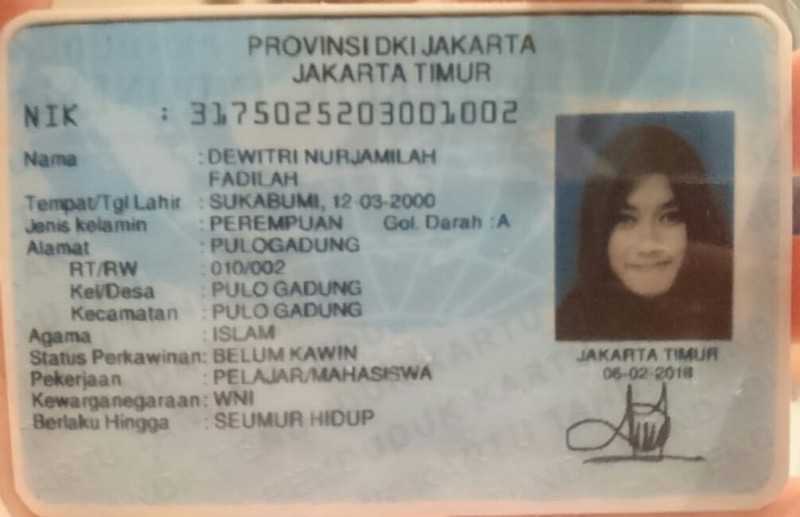 PROVINSI DKI JAKARTA
JAKARTA TIMUR
NIK : 3175025203001002
Nama : DEWITRI NURJAMILAH
FADILAH
Tempat/Tgl Lahir : SUKABUMI, 12-03-2000
Jenis kelamin : PEREMPUAN Gol. Darah : A
Alamat : PULOGADUNG
RT/RW : 010/002
Kel/Desa : PULO GADUNG
Kecamatan : PULO GADUNG
Agama : ISLAM
Status Perkawinan: BELUM KAWIN
Pekerjaan : PELAJAR/MAHASISWA
Kewarganegaraan: WNI
Berlaku Hingga : SEUMUR HIDUP
JAKARTA TIMUR
06-02-2018